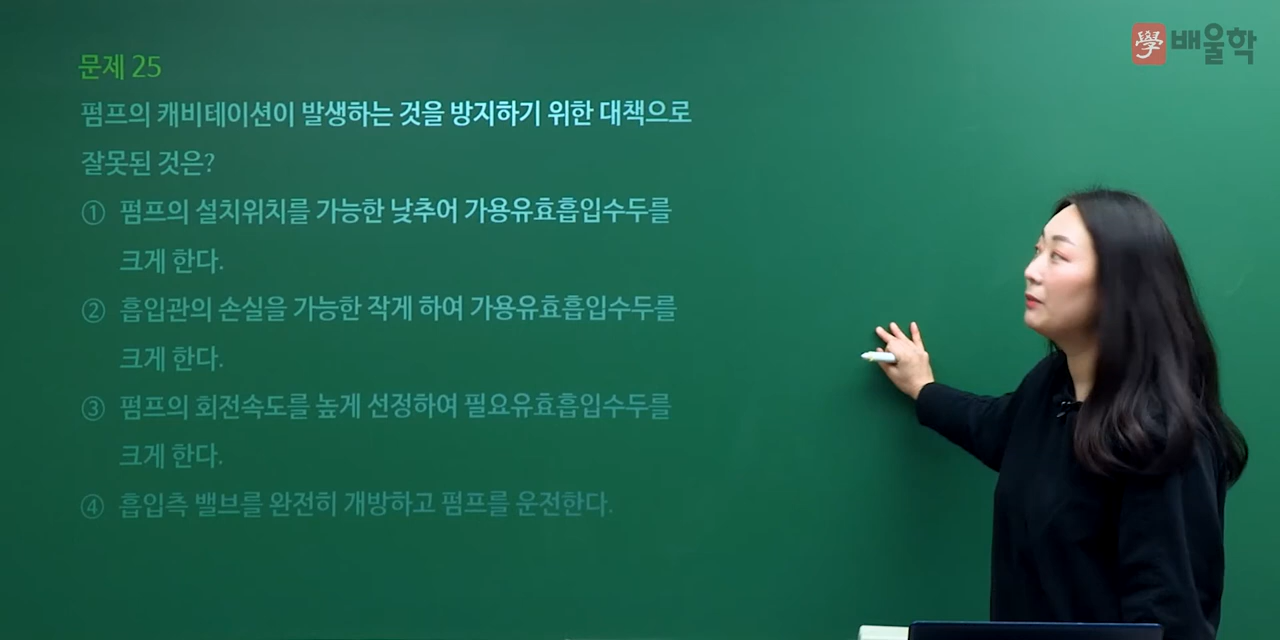 學 배울학
문제 25
펌프의 캐비테이션이 발생하는 것을 방지하기 위한 대책으로
잘못된 것은?
① 펌프의 설치위치를 가능한 낮추어 가용유효흡입수두를
크게 한다.
② 흡입관의 손실을 가능한 작게 하여 가용유효흡입수두를
크게 한다.
③ 펌프의 회전속도를 높게 선정하여 필요유효흡입수두를
크게 한다.
④ 흡입측 밸브를 완전히 개방하고 펌프를 운전한다.